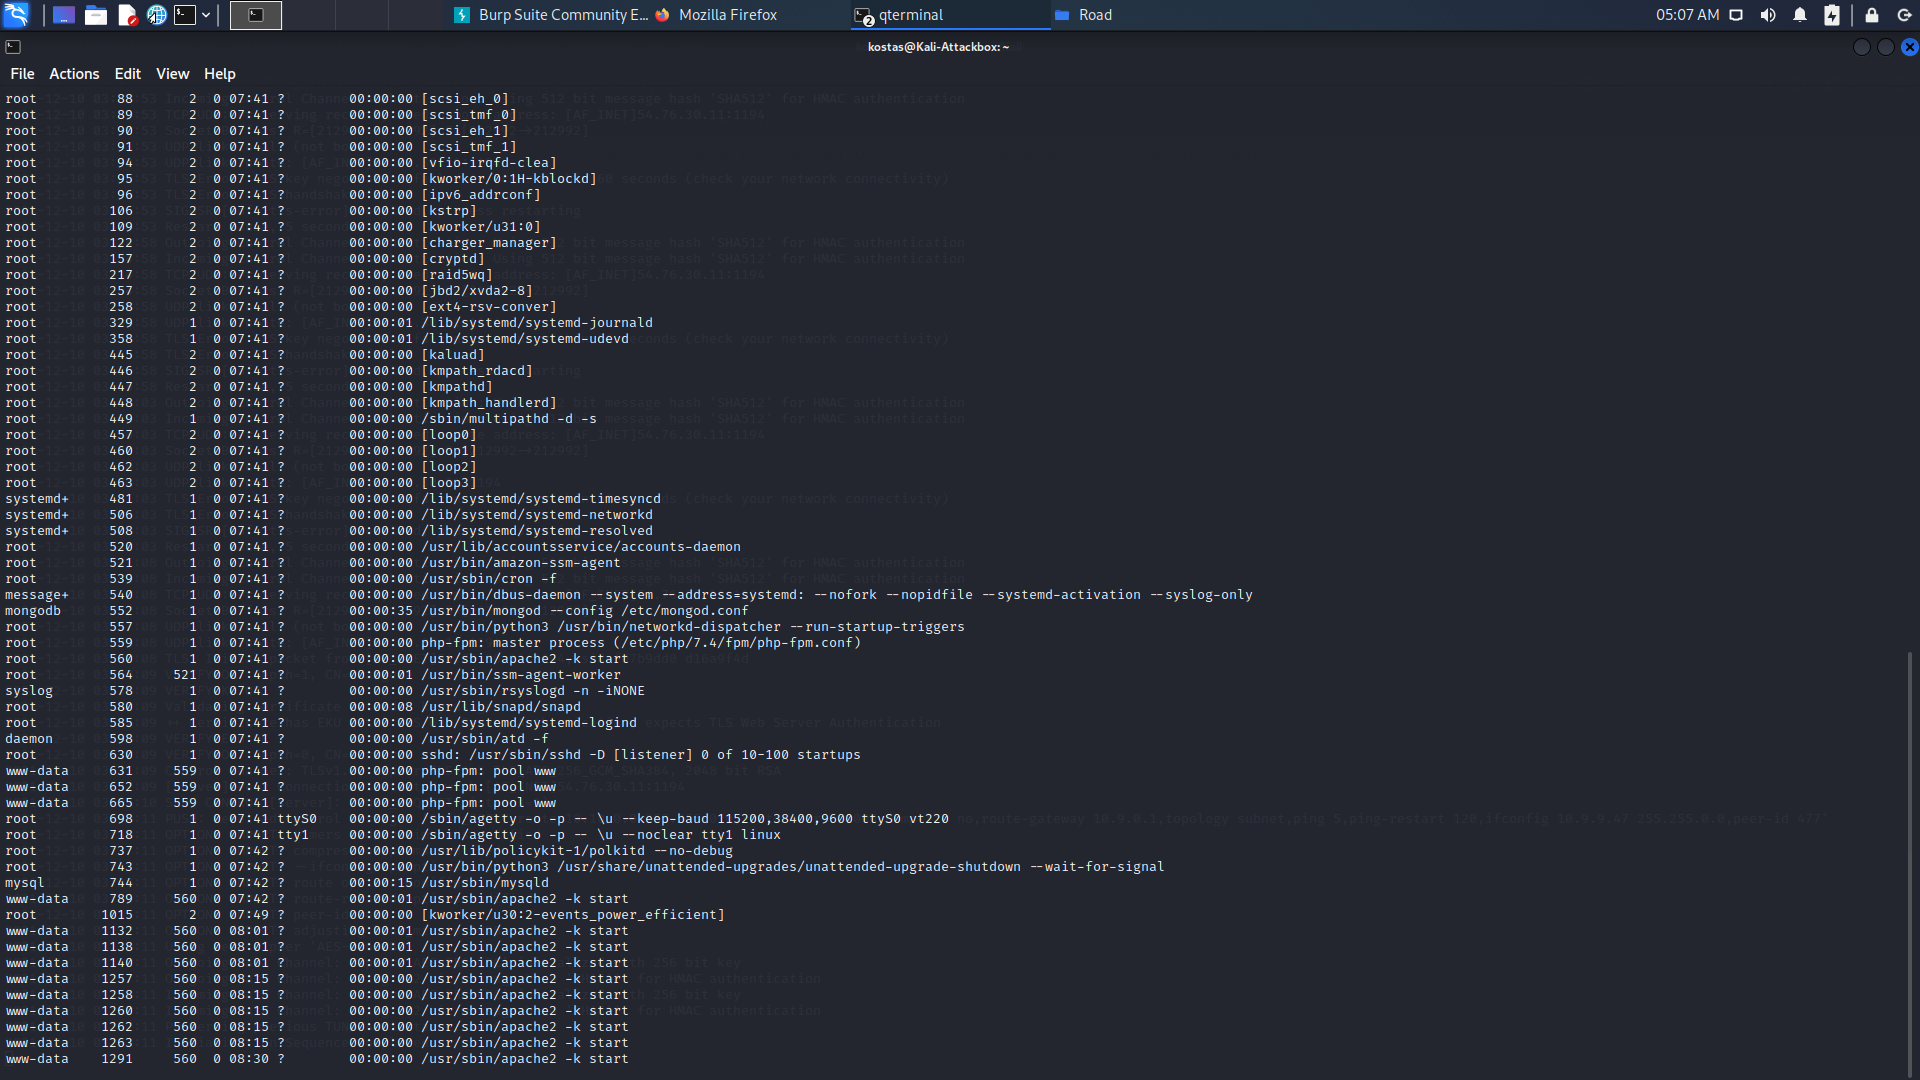 Burp Suite Community E...
Mozilla Firefox
2
qterminal
Road
05:07 AM
kostas@Kali-Attackbox: ~
File Actions Edit View Help
root 88 2 0 07:41 ? 00:00:00 [scsi_eh_0]
root 89 2 0 07:41 ? 00:00:00 [scsi_tmf_0]
root 90 2 0 07:41 ? 00:00:00 [scsi_eh_1]
root 91 2 0 07:41 ? 00:00:00 [scsi_tmf_1]
root 94 2 0 07:41 ? 00:00:00 [vfio-irqfd-clea]
root 95 2 0 07:41 ? 00:00:00 [kworker/0:1H-kblockd]
root 96 2 0 07:41 ? 00:00:00 [ipv6_addrconf]
root 106 2 0 07:41 ? 00:00:00 [kstrp]
root 109 2 0 07:41 ? 00:00:00 [kworker/u31:0]
root 122 2 0 07:41 ? 00:00:00 [charger_manager]
root 157 2 0 07:41 ? 00:00:00 [cryptd]
root 217 2 0 07:41 ? 00:00:00 [raid5wq]
root 257 2 0 07:41 ? 00:00:00 [jbd2/xvda2-8]
root 258 2 0 07:41 ? 00:00:00 [ext4-rsv-conver]
root 329 1 0 07:41 ? 00:00:01 /lib/systemd/systemd-journald
root 358 1 0 07:41 ? 00:00:01 /lib/systemd/systemd-udevd
root 445 2 0 07:41 ? 00:00:00 [kaluad]
root 446 2 0 07:41 ? 00:00:00 [kmpath_rdacd]
root 447 2 0 07:41 ? 00:00:00 [kmpathd]
root 448 2 0 07:41 ? 00:00:00 [kmpath_handlerd]
root 449 1 0 07:41 ? 00:00:00 /sbin/multipathd -d -s
root 457 2 0 07:41 ? 00:00:00 [loop0]
root 460 2 0 07:41 ? 00:00:00 [loop1]
root 462 2 0 07:41 ? 00:00:00 [loop2]
root 463 2 0 07:41 ? 00:00:00 [loop3]
systemd+ 481 1 0 07:41 ? 00:00:00 /lib/systemd/systemd-timesyncd
systemd+ 506 1 0 07:41 ? 00:00:00 /lib/systemd/systemd-networkd
systemd+ 508 1 0 07:41 ? 00:00:00 /lib/systemd/systemd-resolved
root 520 1 0 07:41 ? 00:00:00 /usr/lib/accountsservice/accounts-daemon
root 521 1 0 07:41 ? 00:00:00 /usr/bin/amazon-ssm-agent
root 539 1 0 07:41 ? 00:00:00 /usr/sbin/cron -f
message+ 540 1 0 07:41 ? 00:00:00 /usr/bin/dbus-daemon --system --address=systemd: --nofork --nopidfile --systemd-activation --syslog-only
mongodb 552 1 0 07:41 ? 00:00:35 /usr/bin/mongod --config /etc/mongod.conf
root 557 1 0 07:41 ? 00:00:00 /usr/bin/python3 /usr/bin/networkd-dispatcher --run-startup-triggers
root 559 1 0 07:41 ? 00:00:00 php-fpm: master process (/etc/php/7.4/fpm/php-fpm.conf)
root 560 1 0 07:41 ? 00:00:00 /usr/sbin/apache2 -k start
root 564 521 0 07:41 ? 00:00:01 /usr/bin/ssm-agent-worker
syslog 578 1 0 07:41 ? 00:00:00 /usr/sbin/rsyslogd -n -iNONE
root 580 1 0 07:41 ? 00:00:08 /usr/lib/snapd/snapd
root 585 1 0 07:41 ? 00:00:00 /lib/systemd/systemd-logind
daemon 598 1 0 07:41 ? 00:00:00 /usr/sbin/atd -f
root 630 1 0 07:41 ? 00:00:00 sshd: /usr/sbin/sshd -D [listener] 0 of 10-100 startups
www-data 631 559 0 07:41 ? 00:00:00 php-fpm: pool www
www-data 652 559 0 07:41 ? 00:00:00 php-fpm: pool www
www-data 665 559 0 07:41 ? 00:00:00 php-fpm: pool www
root 698 1 0 07:41 ttyS0 00:00:00 /sbin/agetty -o -p -- \u --keep-baud 115200,38400,9600 ttyS0 vt220
root 718 1 0 07:41 tty1 00:00:00 /sbin/agetty -o -p -- \u --noclear tty1 linux
root 737 1 0 07:42 ? 00:00:00 /usr/lib/policykit-1/polkitd --no-debug
root 743 1 0 07:42 ? 00:00:00 /usr/bin/python3 /usr/share/unattended-upgrades/unattended-upgrade-shutdown --wait-for-signal
mysql 744 1 0 07:42 ? 00:00:15 /usr/sbin/mysqld
www-data 789 560 0 07:42 ? 00:00:01 /usr/sbin/apache2 -k start
root 1015 2 0 07:49 ? 00:00:00 [kworker/u30:2-events_power_efficient]
www-data 1132 560 0 08:01 ? 00:00:01 /usr/sbin/apache2 -k start
www-data 1138 560 0 08:01 ? 00:00:01 /usr/sbin/apache2 -k start
www-data 1140 560 0 08:01 ? 00:00:01 /usr/sbin/apache2 -k start
www-data 1257 560 0 08:15 ? 00:00:00 /usr/sbin/apache2 -k start
www-data 1258 560 0 08:15 ? 00:00:00 /usr/sbin/apache2 -k start
www-data 1260 560 0 08:15 ? 00:00:00 /usr/sbin/apache2 -k start
www-data 1262 560 0 08:15 ? 00:00:00 /usr/sbin/apache2 -k start
www-data 1263 560 0 08:15 ? 00:00:00 /usr/sbin/apache2 -k start
www-data 1291 560 0 08:30 ? 00:00:00 /usr/sbin/apache2 -k start